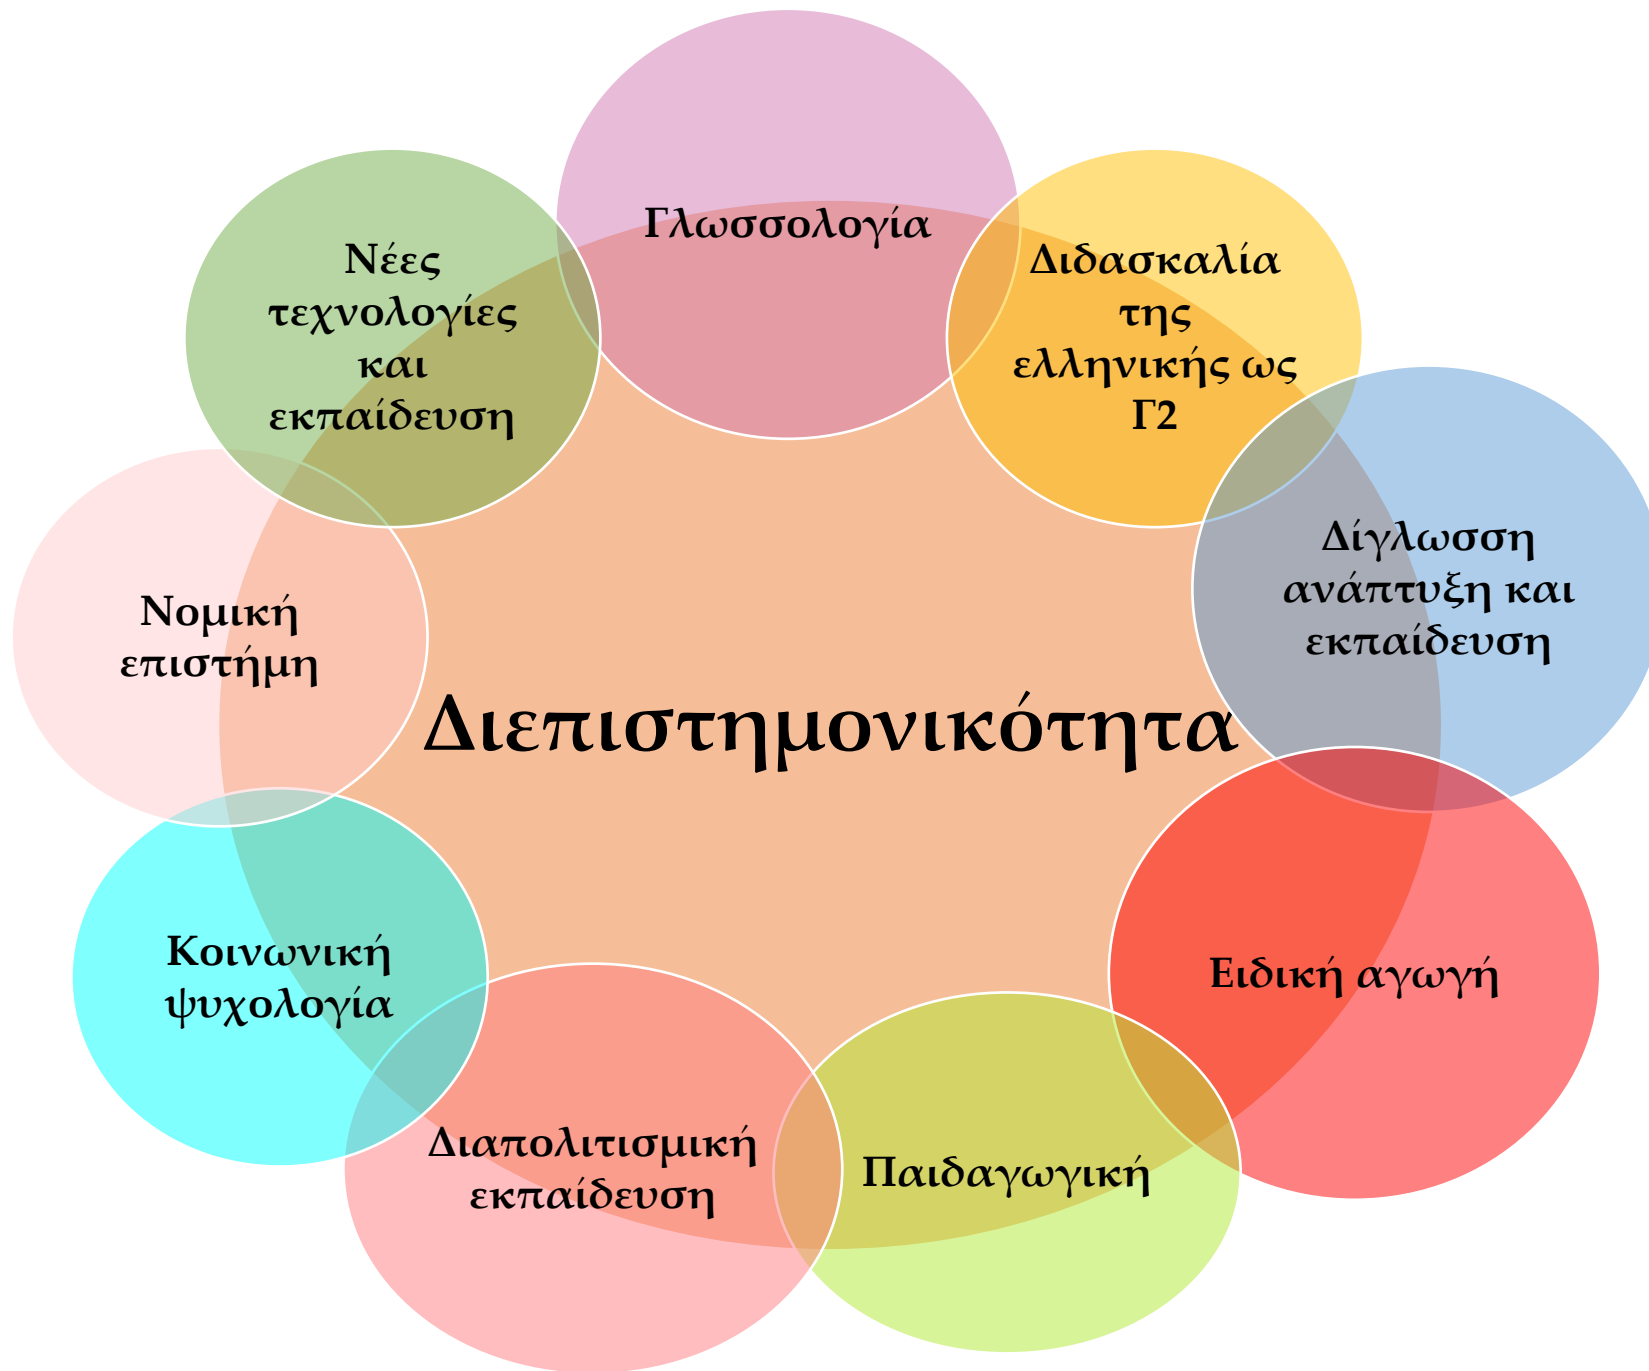 Γλωσσολογία
Διδασκαλία
της
ελληνικής ως
Γ2
Δίγλωσση
ανάπτυξη και
εκπαίδευση
Ειδική αγωγή
Παιδαγωγική
Διαπολιτισμική
εκπαίδευση
Κοινωνική
ψυχολογία
Νομική
επιστήμη
Νέες
τεχνολογίες
και
εκπαίδευση
Διεπιστημονικότητα